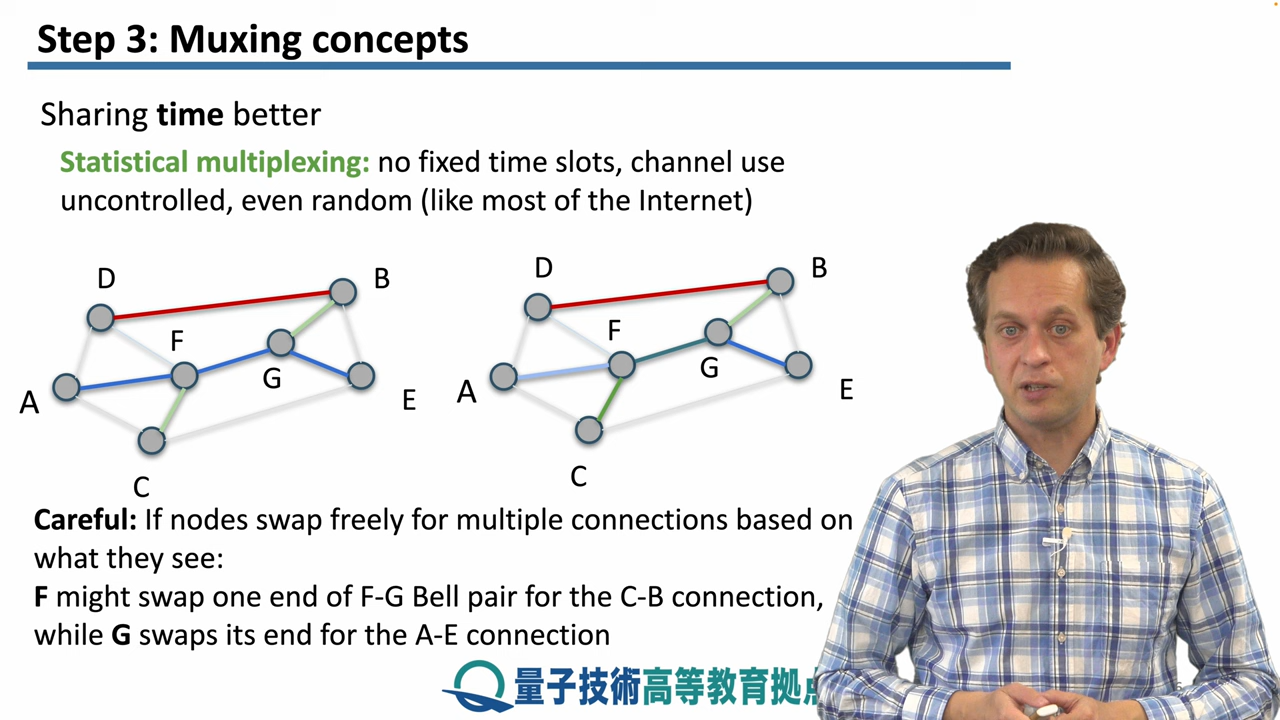 Step 3: Muxing concepts
Sharing time better
Statistical multiplexing: no fixed time slots, channel use
uncontrolled, even random (like most of the Internet)
D
B
F
G
A
E
C
D
B
F
G
A
E
C
Careful: If nodes swap freely for multiple connections based on
what they see:
F might swap one end of F-G Bell pair for the C-B connection,
while G swaps its end for the A-E connection
量子技術高等教育拠点